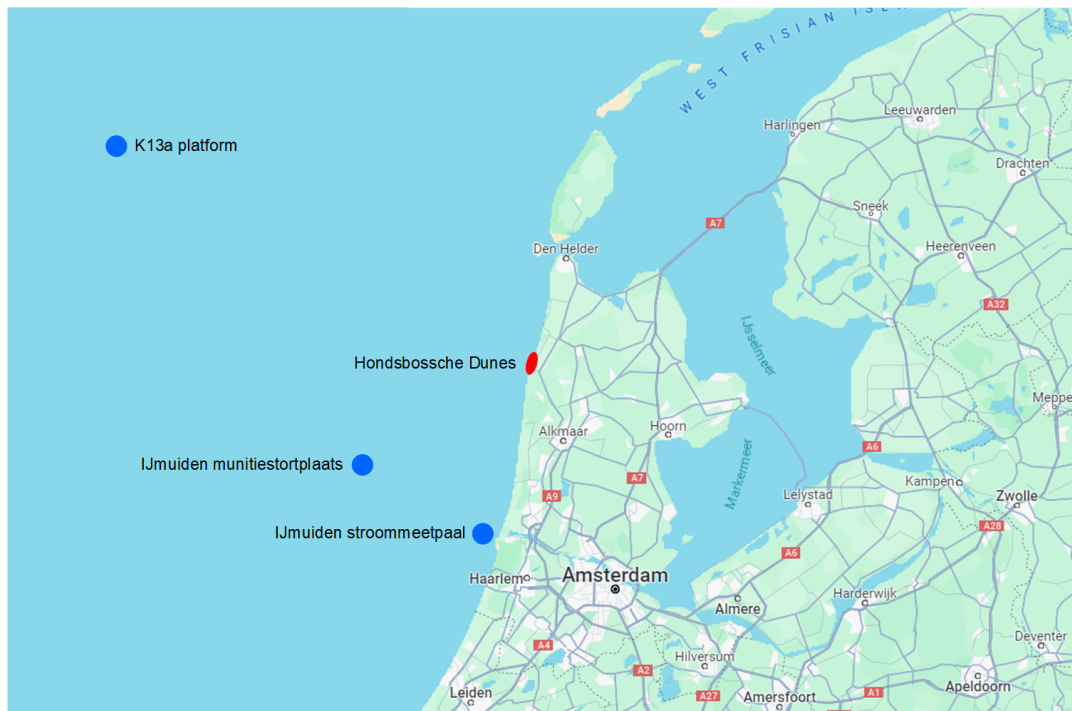 WEST FRISIAN ISL
Leeuwarden
Harlingen
K13a platform
Drachten
Sneek
A7
Den Helder
Heerenveen
A32
IJsselmeer
Hondsbossche Dunes
Meppe
Alkmaar
Hoorn
A6
IJmuiden munitiestortplaats
A7
Markermeer
Kampen
A9
Lelystad
Zwolle
IJmuiden stroommeetpaal
A28
A6
Haarlem
Amsterdam
Almere
Harderwijk
Deventer
A4
Hilversum
A2
Leiden
A27
Amersfoort
A1
Apeldoorn